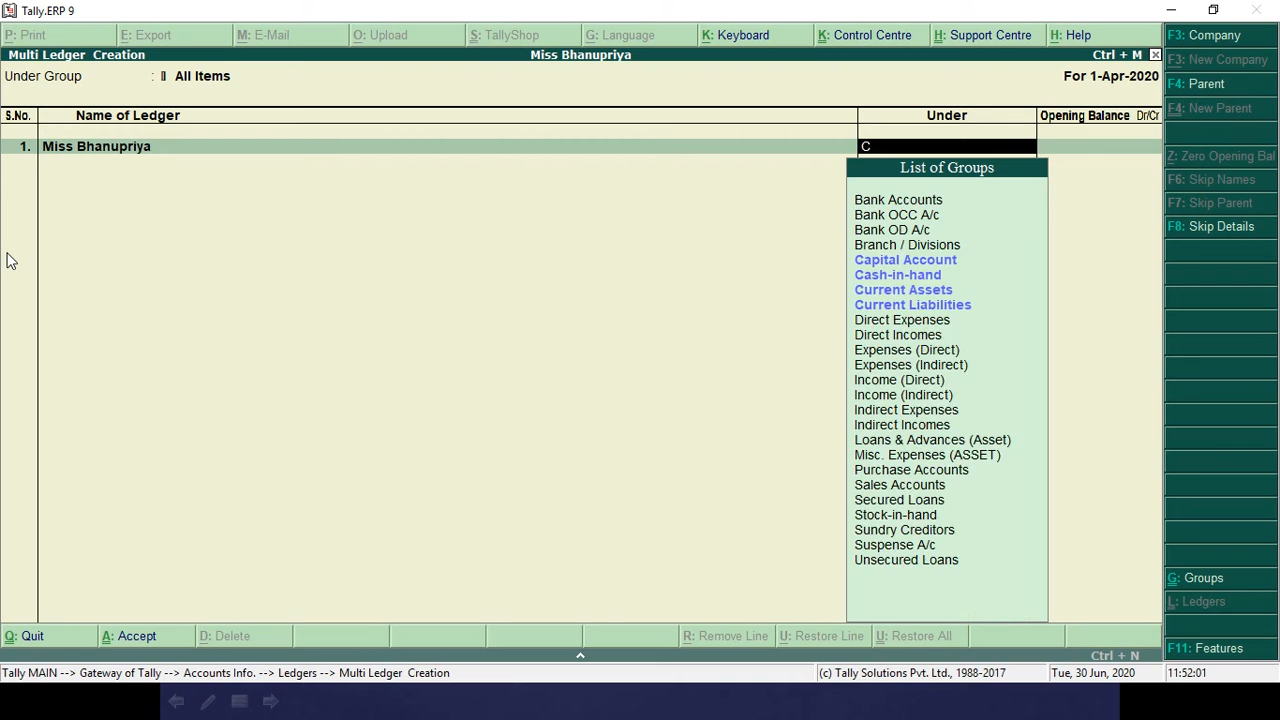 Tally.ERP 9
P: Print E: Export M: E-Mail O: Upload S: TallyShop G: Language K: Keyboard K: Control Centre H: Support Centre H: Help
Multi Ledger Creation Miss Bhanupriya Ctrl + M
Under Group : All Items For 1-Apr-2020
S.No. Name of Ledger Under Opening Balance Dr/Cr
1. Miss Bhanupriya C
List of Groups
Bank Accounts
Bank OCC A/c
Bank OD A/c
Branch / Divisions
Capital Account
Cash-in-hand
Current Assets
Current Liabilities
Direct Expenses
Direct Incomes
Expenses (Direct)
Expenses (Indirect)
Income (Direct)
Income (Indirect)
Indirect Expenses
Indirect Incomes
Loans & Advances (Asset)
Misc. Expenses (ASSET)
Purchase Accounts
Sales Accounts
Secured Loans
Stock-in-hand
Sundry Creditors
Suspense A/c
Unsecured Loans
F3: Company
F3: New Company
F4: Parent
F4: New Parent
Z: Zero Opening Bal
F6: Skip Names
F7: Skip Parent
F8: Skip Details
G: Groups
L: Ledgers
F11: Features
Q: Quit A: Accept D: Delete R: Remove Line U: Restore Line U: Restore All
Ctrl + N
Tally MAIN --> Gateway of Tally --> Accounts Info. --> Ledgers --> Multi Ledger Creation (c) Tally Solutions Pvt. Ltd., 1988-2017 Tue, 30 Jun, 2020 11:52:01